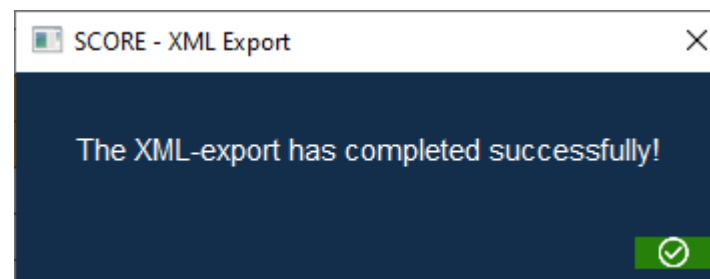 SCORE - XML Export
The XML-export has completed successfully!